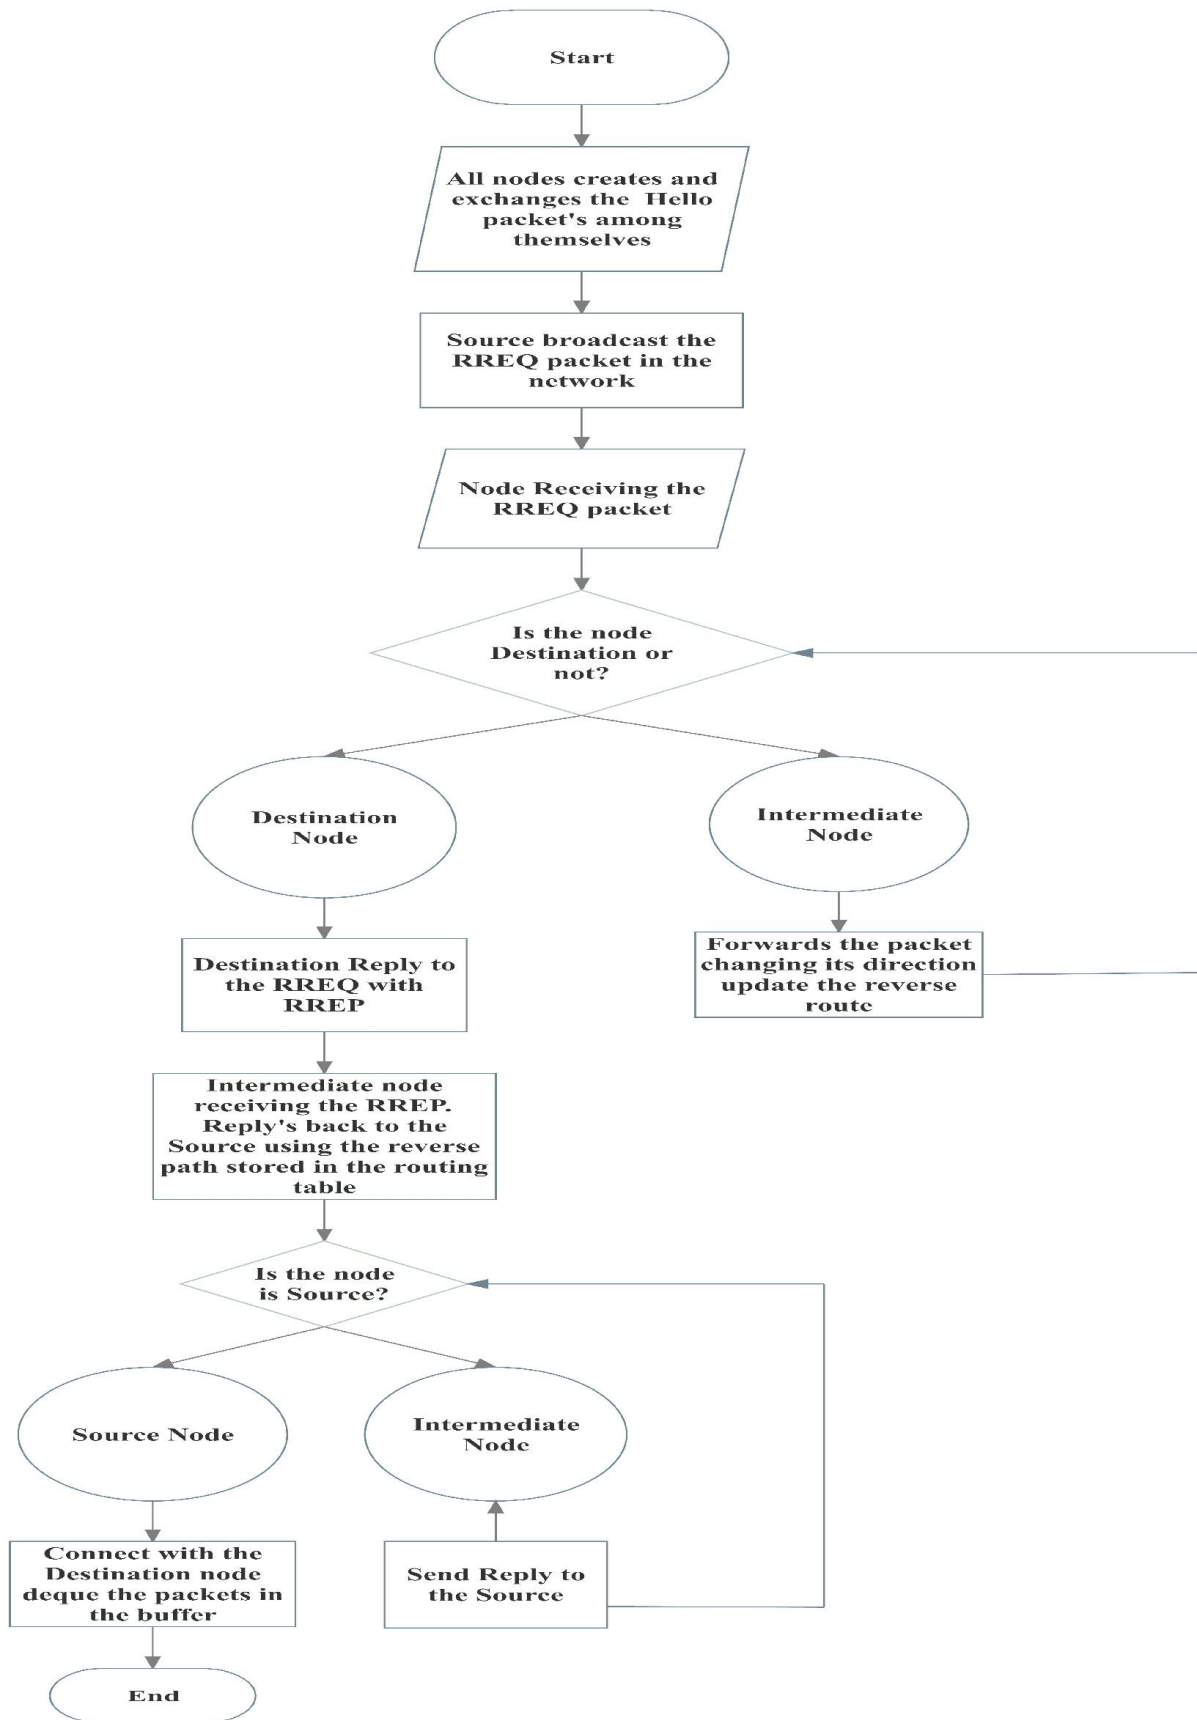 Start
All nodes creates and
exchanges the Hello
packet's among
themselves
Source broadcast the
RREQ packet in the
network
Node Receiving the
RREQ packet
Is the node
Destination or
not?
Destination
Node
Intermediate
Node
Destination Reply to
the RREQ with
RREP
Forwards the packet
changing its direction
update the reverse
route
Intermediate node
receiving the RREP.
Reply's back to the
Source using the reverse
path stored in the routing
table
Is the node
is Source?
Source Node
Intermediate
Node
Connect with the
Destination node
deque the packets in
the buffer
Send Reply to
the Source
End